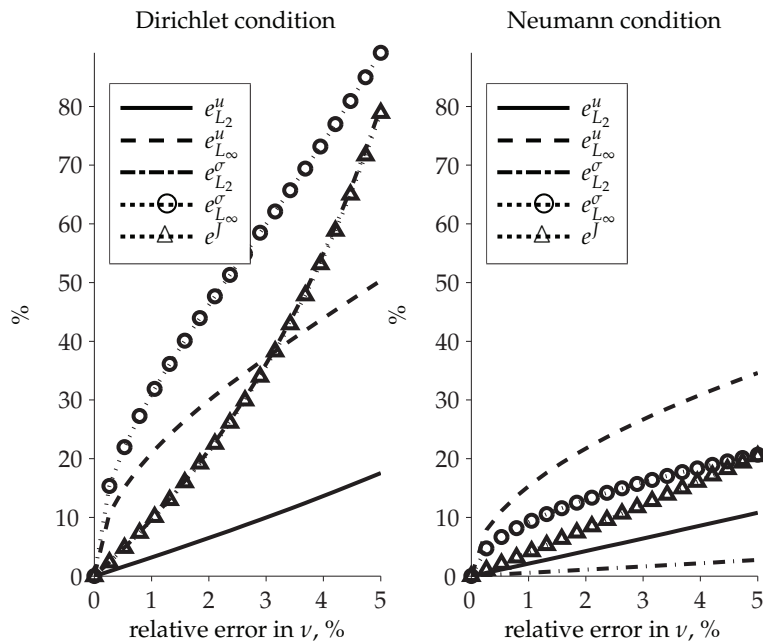 Dirichlet condition
80
70
60
50
40
30
20
10
0
%
e^u_{L_2}
e^u_{L_∞}
e^σ_{L_2}
e^σ_{L_∞}
e^J
0 1 2 3 4 5
relative error in ν, %
Neumann condition
80
70
60
50
40
30
20
10
0
%
e^u_{L_2}
e^u_{L_∞}
e^σ_{L_2}
e^σ_{L_∞}
e^J
0 1 2 3 4 5
relative error in ν, %